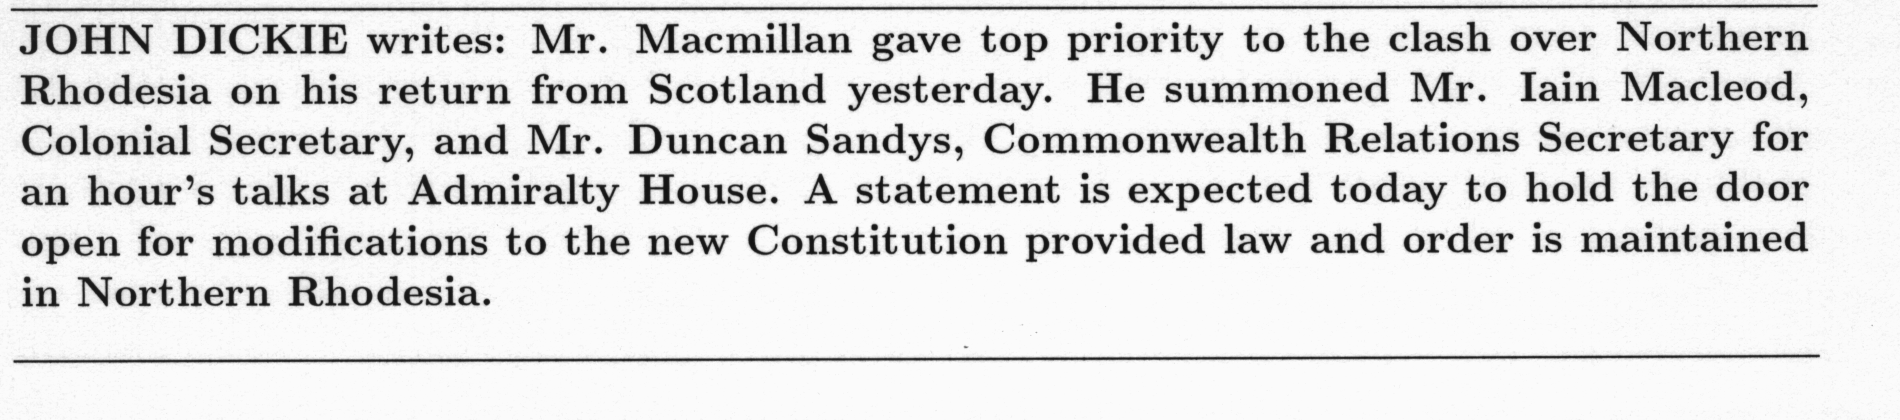 JOHN DICKIE writes: Mr. Macmillan gave top priority to the clash over Northern
Rhodesia on his return from Scotland yesterday. He summoned Mr. Iain Macleod,
Colonial Secretary, and Mr. Duncan Sandys, Commonwealth Relations Secretary for
an hour's talks at Admiralty House. A statement is expected today to hold the door
open for modifications to the new Constitution provided law and order is maintained
in Northern Rhodesia.